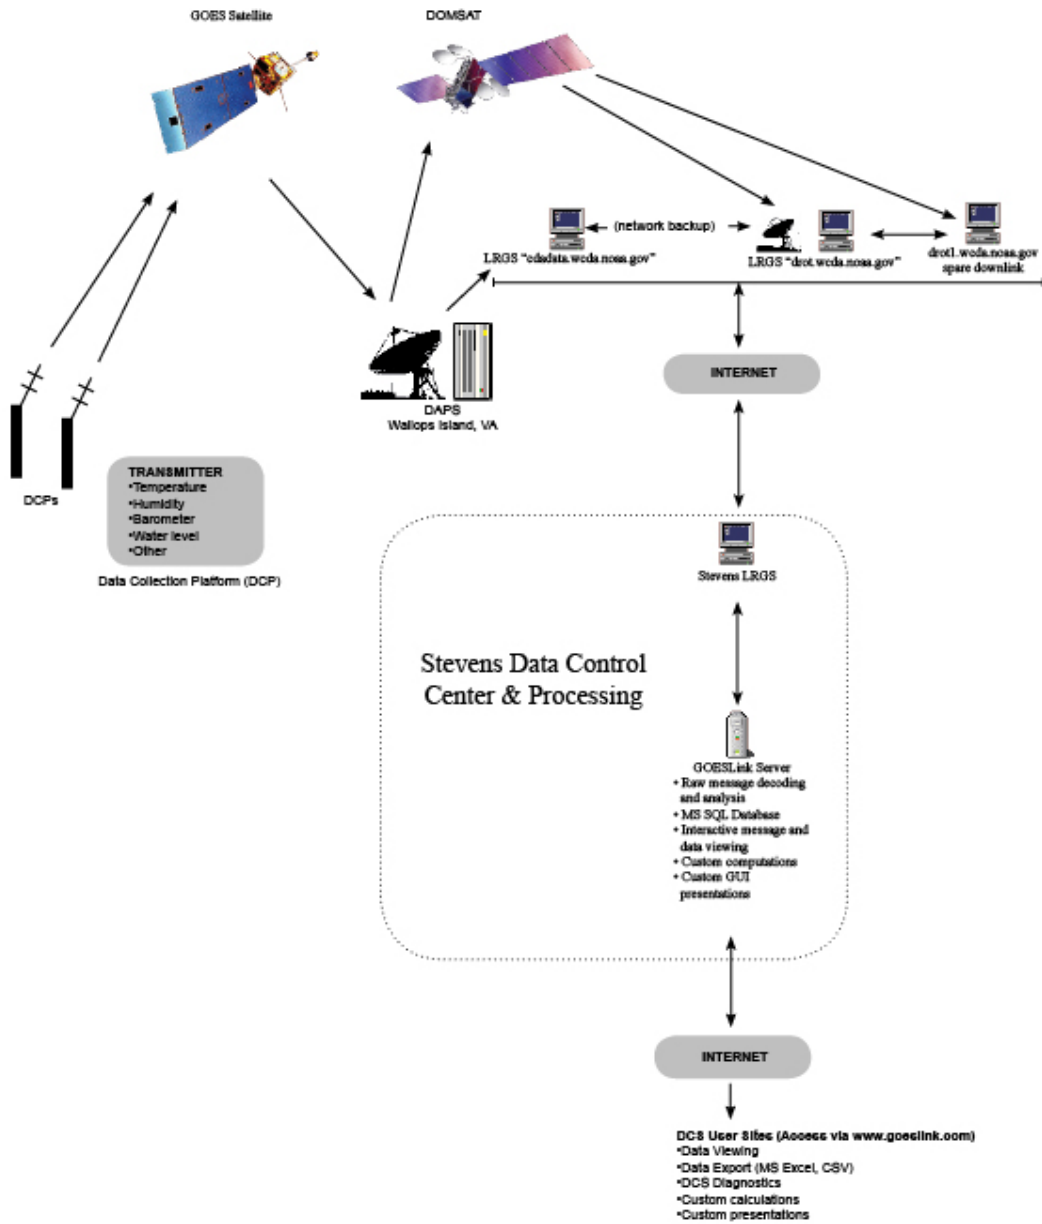 GOES Satellite
DOMSAT
(network backup)
LRGS "cdadata.wcda.noaa.gov"
LRGS "drot.wcda.noaa.gov"
drot1.wcda.noaa.gov
spare downlink
INTERNET
DAPS
Wallops Island, VA
DCPs
TRANSMITTER
•Temperature
•Humidity
•Barometer
•Water level
•Other
Data Collection Platform (DCP)
Stevens LRGS
Stevens Data Control
Center & Processing
GOESLink Server
• Raw message decoding
and analysis
• MS SQL Database
• Interactive message and
data viewing
• Custom computations
• Custom GUI
presentations
INTERNET
DCS User Sites (Access via www.goeslink.com)
•Data Viewing
•Data Export (MS Excel, CSV)
•DCS Diagnostics
•Custom calculations
•Custom presentations